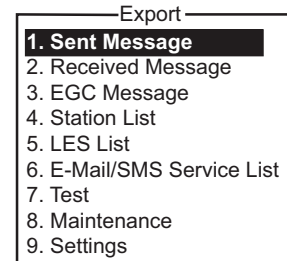 Export
1. Sent Message
2. Received Message
3. EGC Message
4. Station List
5. LES List
6. E-Mail/SMS Service List
7. Test
8. Maintenance
9. Settings